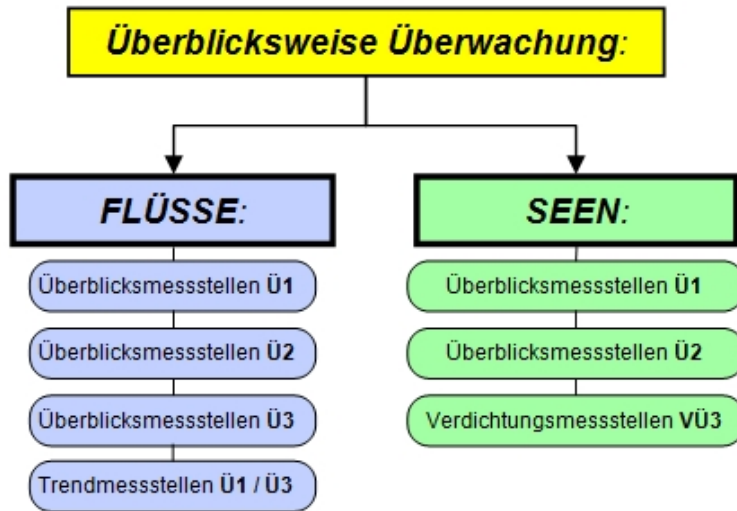 Überblicksweise Überwachung:
FLÜSSE:
Überblicksmessstellen Ü1
Überblicksmessstellen Ü2
Überblicksmessstellen Ü3
Trendmessstellen Ü1 / Ü3
SEEN:
Überblicksmessstellen Ü1
Überblicksmessstellen Ü2
Verdichtungsmessstellen VÜ3